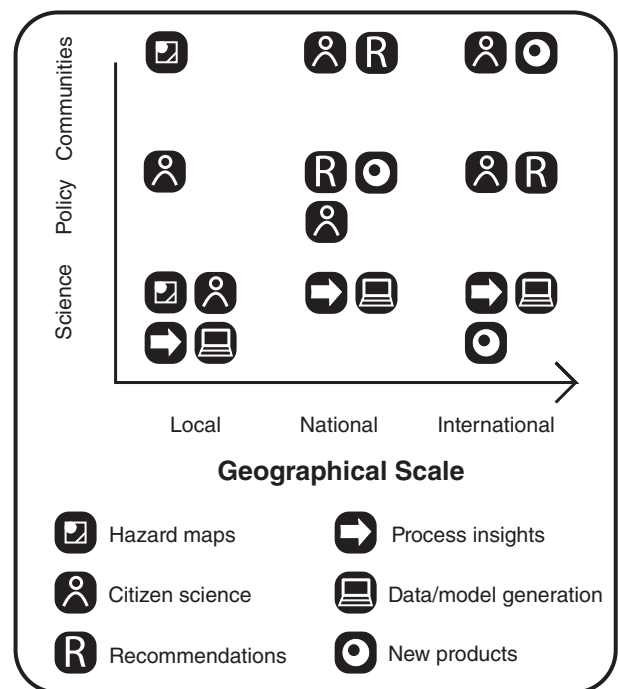 Communities
R
Policy
R
R
Science
Local National International
Geographical Scale
Hazard maps Process insights
Citizen science Data/model generation
R Recommendations New products